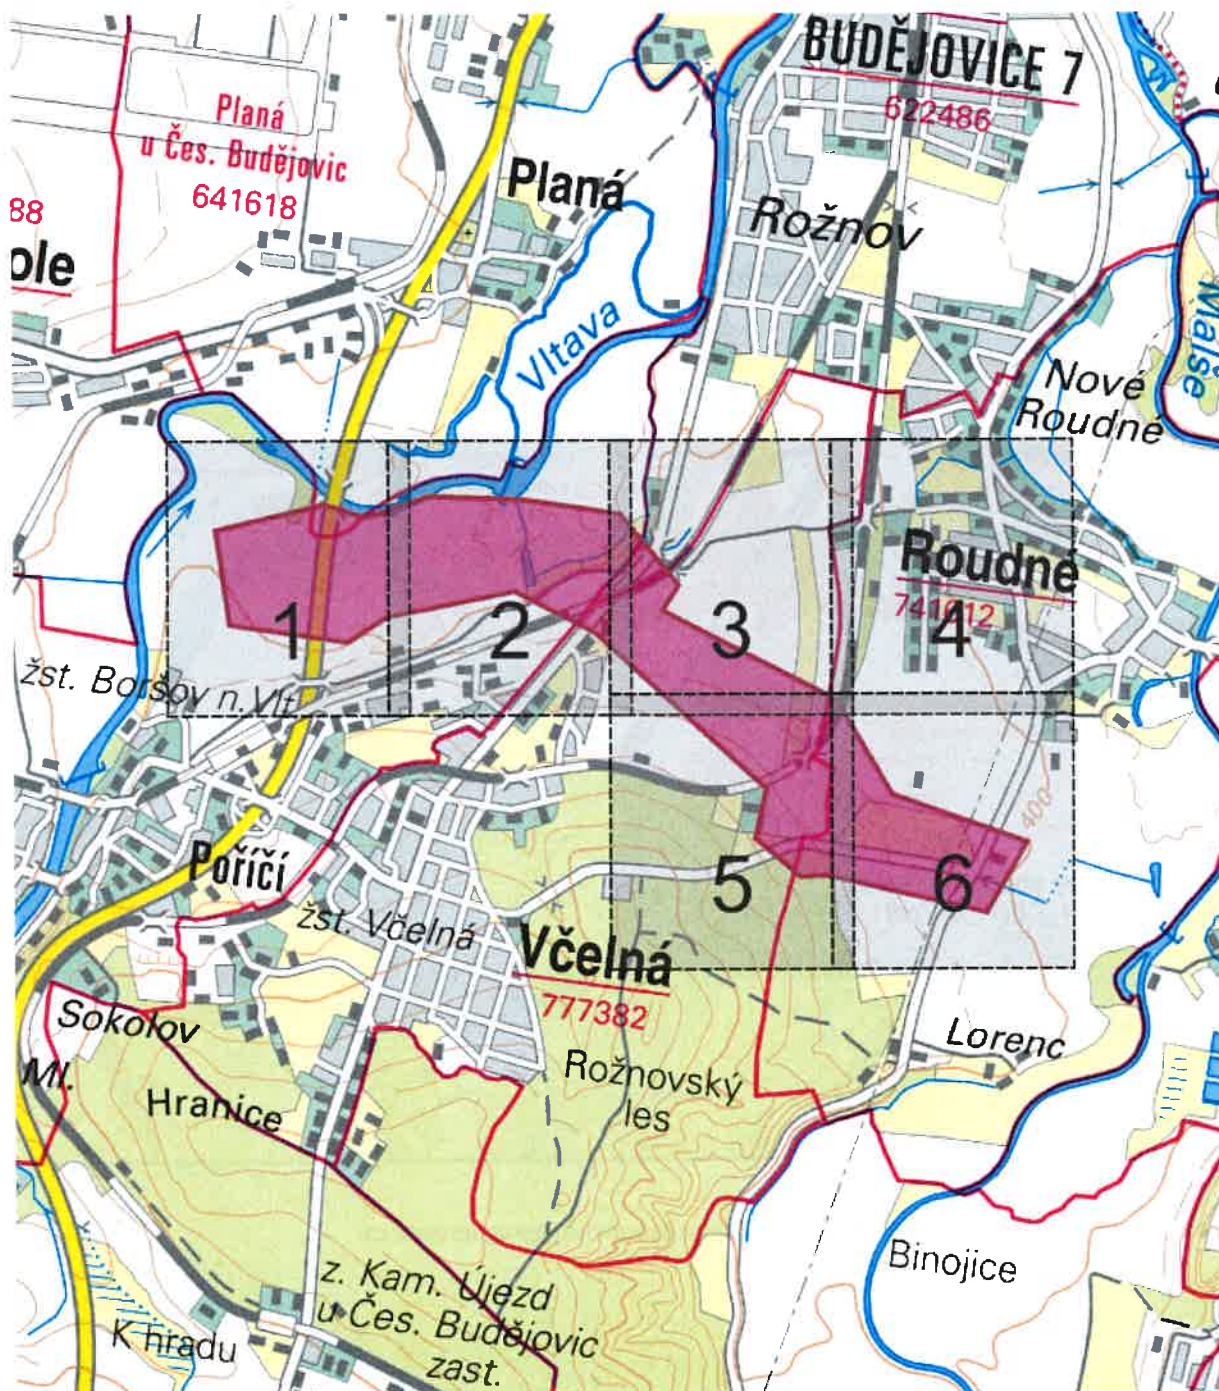 BUDĚJOVICE 7
622486
Planá
u Čes. Budějovic
641618
88
ole
Planá
Rožnov
Vltava
Malše
Nové
Roudné
Roudné
741612
1
2
3
4
žst. Boršov n. Vlt.
400
5
6
Poříčí
žst. Včelná
Včelná
777382
Sokolov
Ml.
Hranice
Rožnovský
les
Lorenc
Binojice
z. Kam. Újezd
u Čes. Budějovic
zast.
K hradu